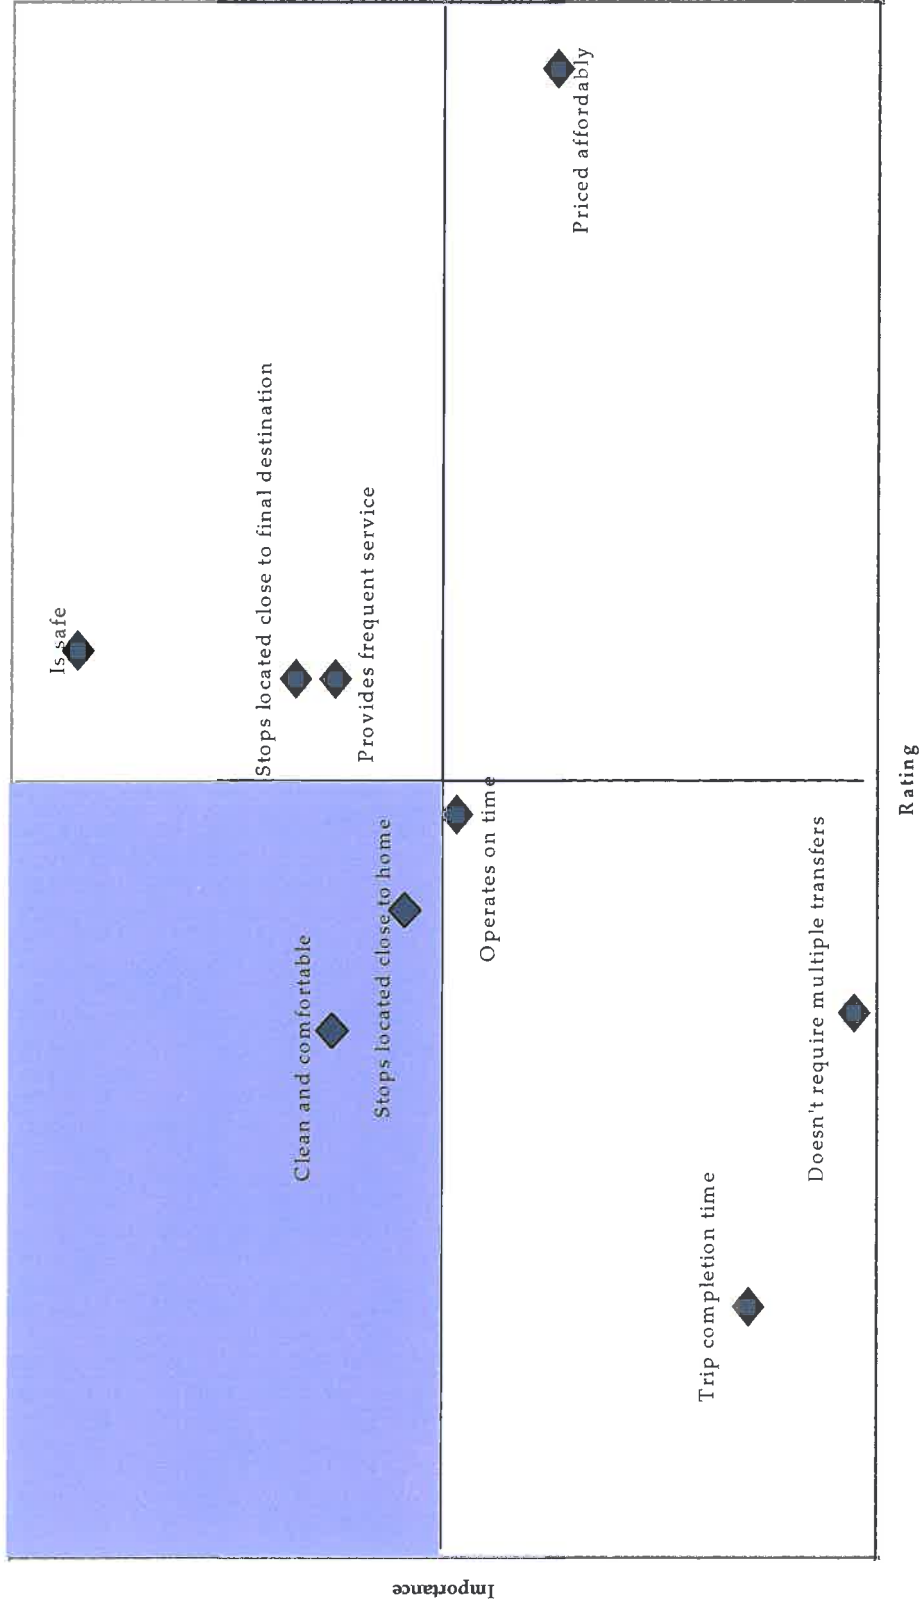 Importance
Is safe
Stops located close to final destination
Clean and comfortable
Provides frequent service
Stops located close to home
Operates on time
Priced affordably
Trip completion time
Doesn't require multiple transfers
Rating